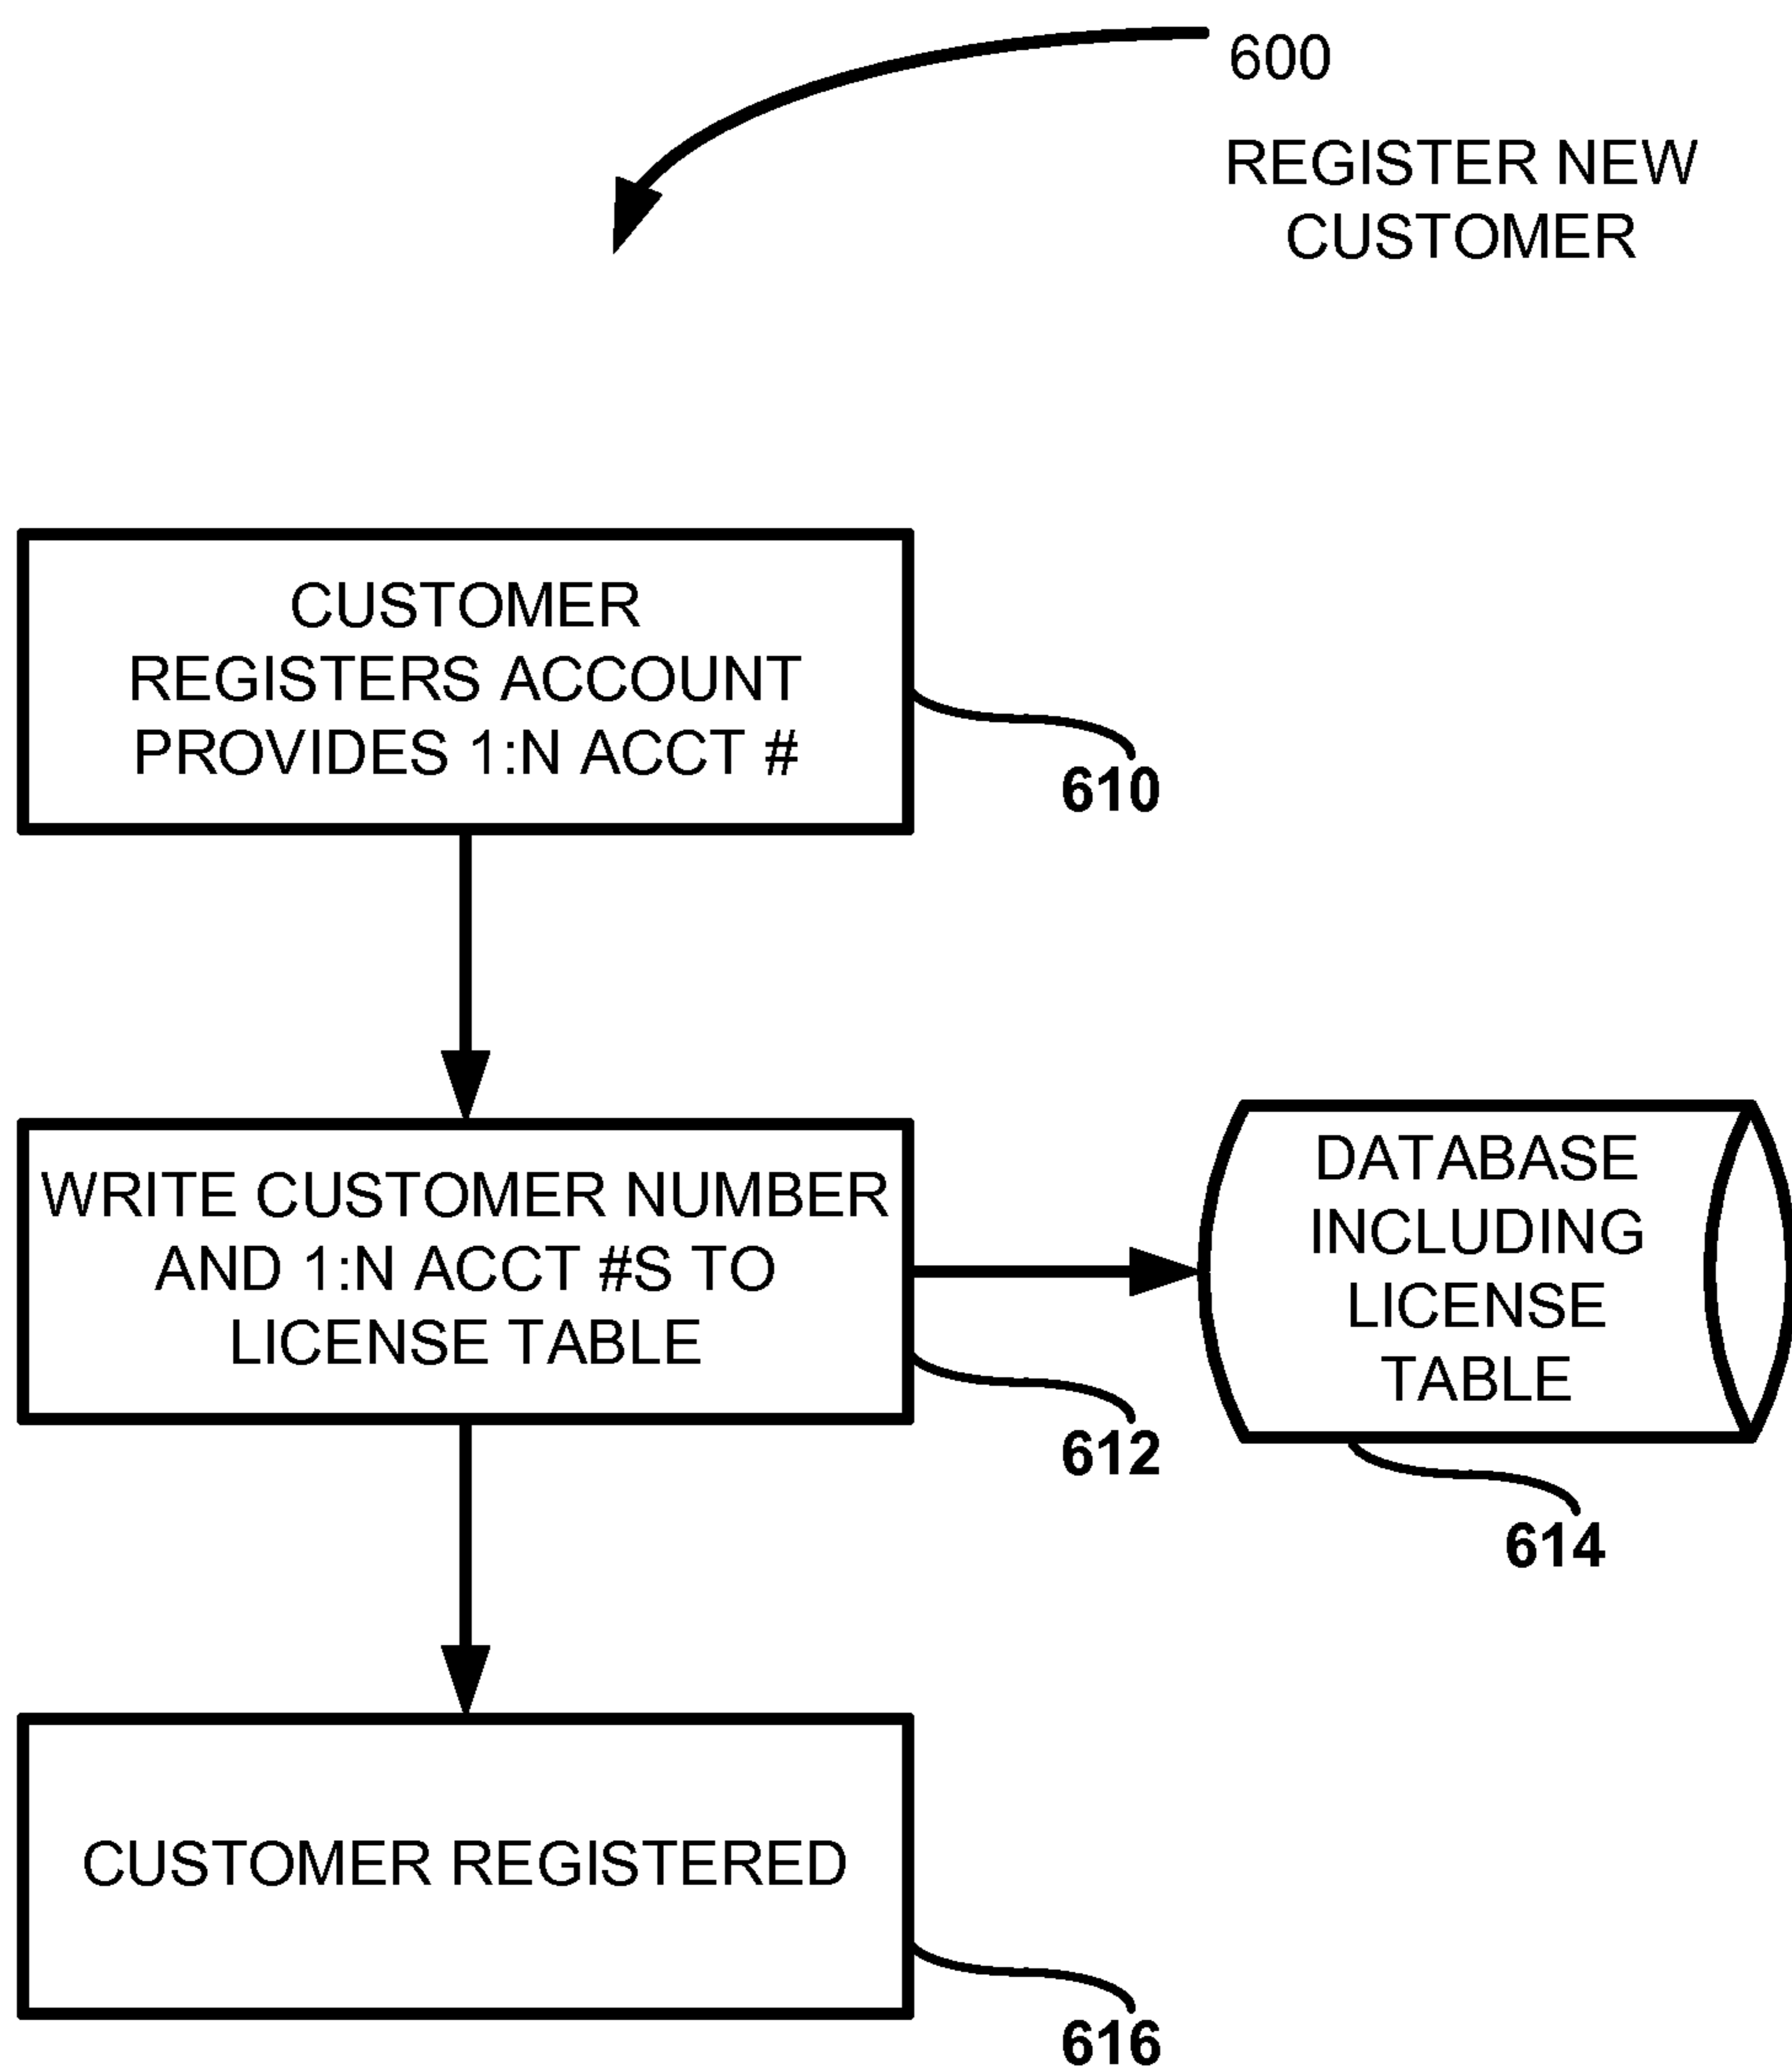 600
REGISTER NEW
CUSTOMER
CUSTOMER
REGISTERS ACCOUNT
PROVIDES 1:N ACCT #
610
WRITE CUSTOMER NUMBER
AND 1:N ACCT #S TO
LICENSE TABLE
612
DATABASE
INCLUDING
LICENSE
TABLE
614
CUSTOMER REGISTERED
616